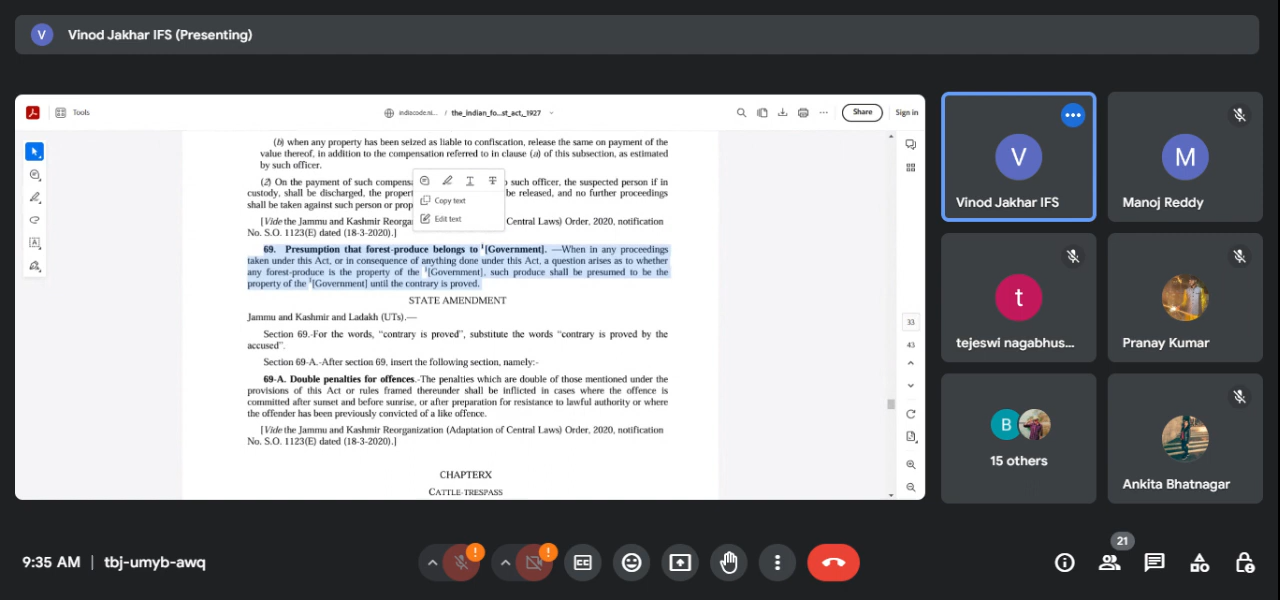 V Vinod Jakhar IFS (Presenting)
Tools
indiacode.ni... / the_indian_fo...st_act,_1927
Share
Sign in
(b) when any property has been seized as liable to confiscation, release the same on payment of the
value thereof, in addition to the compensation referred to in clause (a) of this subsection, as estimated
by such officer.
(2) On the payment of such compensa
such officer, the suspected person if in
custody, shall be discharged, the propert
be released, and no further proceedings
shall be taken against such person or prop
[Vide the Jammu and Kashmir Reorgan
Central Laws) Order, 2020, notification
No. S.O. 1123(E) dated (18-3-2020).]
Copy text
Edit text
69. Presumption that forest-produce belongs to 1[Government]. —When in any proceedings
taken under this Act, or in consequence of anything done under this Act, a question arises as to whether
any forest-produce is the property of the 1[Government], such produce shall be presumed to be the
property of the 1[Government] until the contrary is proved.
STATE AMENDMENT
Jammu and Kashmir and Ladakh (UTs).—
Section 69.-For the words, “contrary is proved”, substitute the words “contrary is proved by the
accused”.
Section 69-A.-After section 69, insert the following section, namely:-
69-A. Double penalties for offences.-The penalties which are double of those mentioned under the
provisions of this Act or rules framed thereunder shall be inflicted in cases where the offence is
committed after sunset and before sunrise, or after preparation for resistance to lawful authority or where
the offender has been previously convicted of a like offence.
[Vide the Jammu and Kashmir Reorganization (Adaptation of Central Laws) Order, 2020, notification
No. S.O. 1123(E) dated (18-3-2020).]
CHAPTERX
CATTLE-TRESPASS
33
43
V
Vinod Jakhar IFS
M
Manoj Reddy
t
tejeswi nagabhus...
Pranay Kumar
B
15 others
Ankita Bhatnagar
9:35 AM | tbj-umyb-awq
CC
21